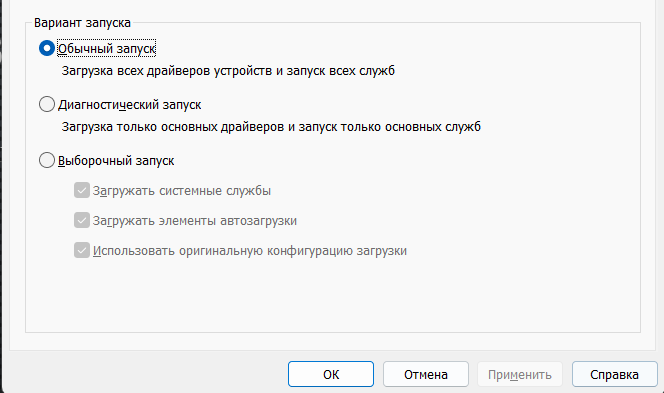 Вариант запуска
Обычный запуск
Загрузка всех драйверов устройств и запуск всех служб
Диагностический запуск
Загрузка только основных драйверов и запуск только основных служб
Выборочный запуск
Загружать системные службы
Загружать элементы автозагрузки
Использовать оригинальную конфигурацию загрузки
ОК Отмена Применить Справка